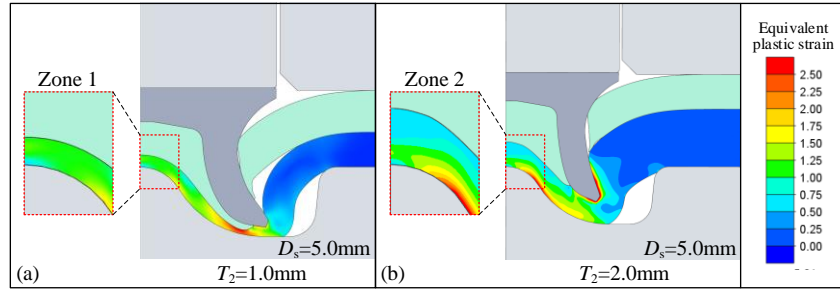 Zone 1
Dₛ=5.0mm
(a)
T₂=1.0mm
Zone 2
Dₛ=5.0mm
(b)
T₂=2.0mm
Equivalent
plastic strain
2.50
2.25
2.00
1.75
1.50
1.25
1.00
0.75
0.50
0.25
0.00